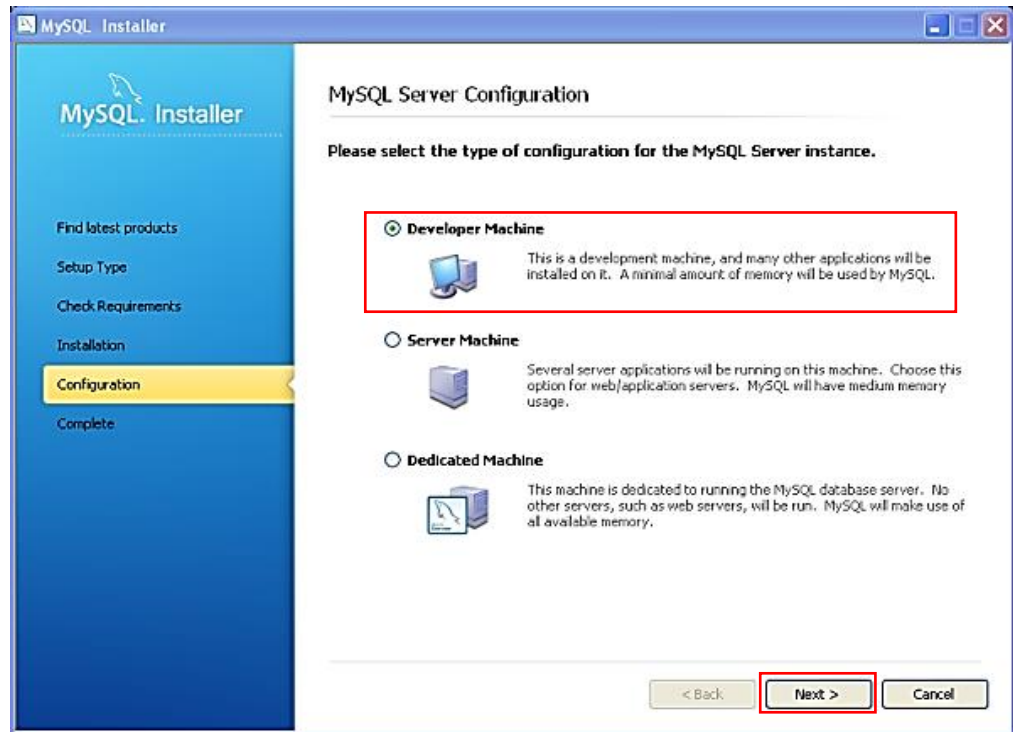 MySQL Installer
MySQL. Installer
Find latest products
Setup Type
Check Requirements
Installation
Configuration
Complete
MySQL Server Configuration
Please select the type of configuration for the MySQL Server instance.
Developer Machine
This is a development machine, and many other applications will be
installed on it. A minimal amount of memory will be used by MySQL.
Server Machine
Several server applications will be running on this machine. Choose this
option for web/application servers. MySQL will have medium memory
usage.
Dedicated Machine
This machine is dedicated to running the MySQL database server. No
other servers, such as web servers, will be run. MySQL will make use of
all available memory.
< Back
Next >
Cancel